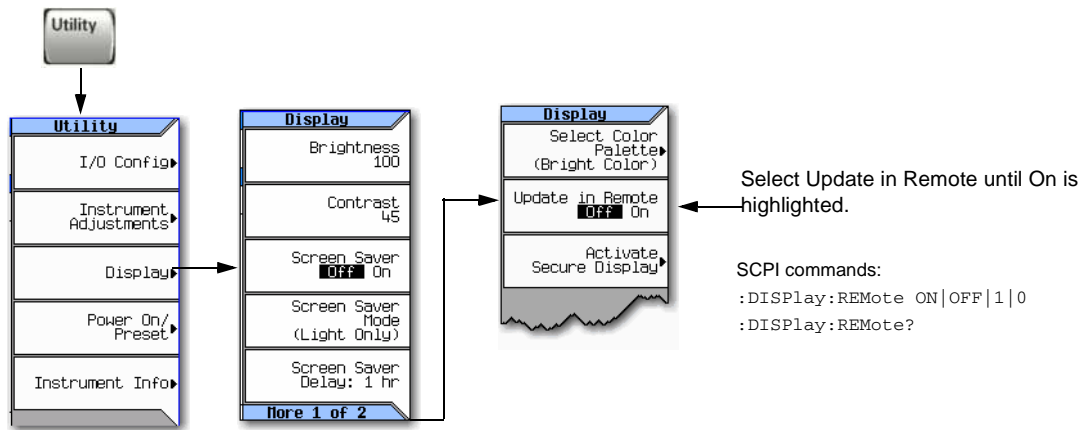 Utility
Utility
I/O Config
Instrument
Adjustments
Display
Power On/
Preset
Instrument Info
Display
Brightness
100
Contrast
45
Screen Saver
Off On
Screen Saver
Mode
(Light Only)
Screen Saver
Delay: 1 hr
More 1 of 2
Display
Select Color
Palette
(Bright Color)
Update in Remote
Off On
Activate
Secure Display
Select Update in Remote until On is
highlighted.
SCPI commands:
:DISPlay:REMote ON|OFF|1|0
:DISPlay:REMote?